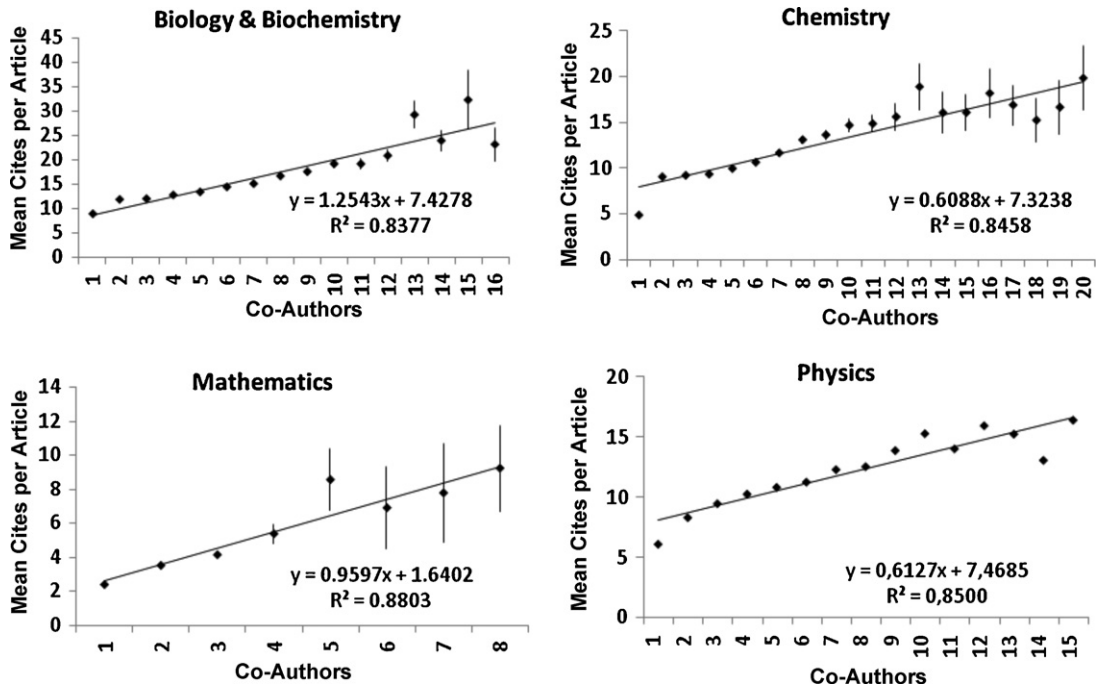 Biology & Biochemistry
Mean Cites per Article
45
40
35
30
25
20
15
10
5
0
y = 1.2543x + 7.4278
R² = 0.8377
1 2 3 4 5 6 7 8 9 10 11 12 13 14 15 16
Co-Authors
Chemistry
Mean Cites per Article
25
20
15
10
5
0
y = 0.6088x + 7.3238
R² = 0.8458
1 2 3 4 5 6 7 8 9 10 11 12 13 14 15 16 17 18 19 20
Co-Authors
Mathematics
Mean Cites per Article
14
12
10
8
6
4
2
0
y = 0.9597x + 1.6402
R² = 0.8803
1 2 3 4 5 6 7 8
Co-Authors
Physics
Mean Cites per Article
20
15
10
5
0
y = 0,6127x + 7,4685
R² = 0,8500
1 2 3 4 5 6 7 8 9 10 11 12 13 14 15
Co-Authors